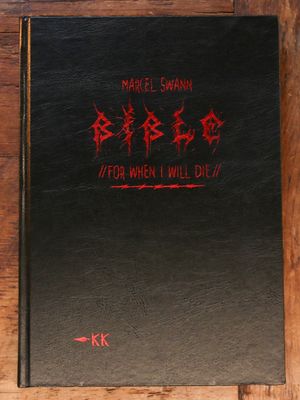 MARCEL SWANN
BIBLE
//FOR WHEN I WILL DIE//
KK